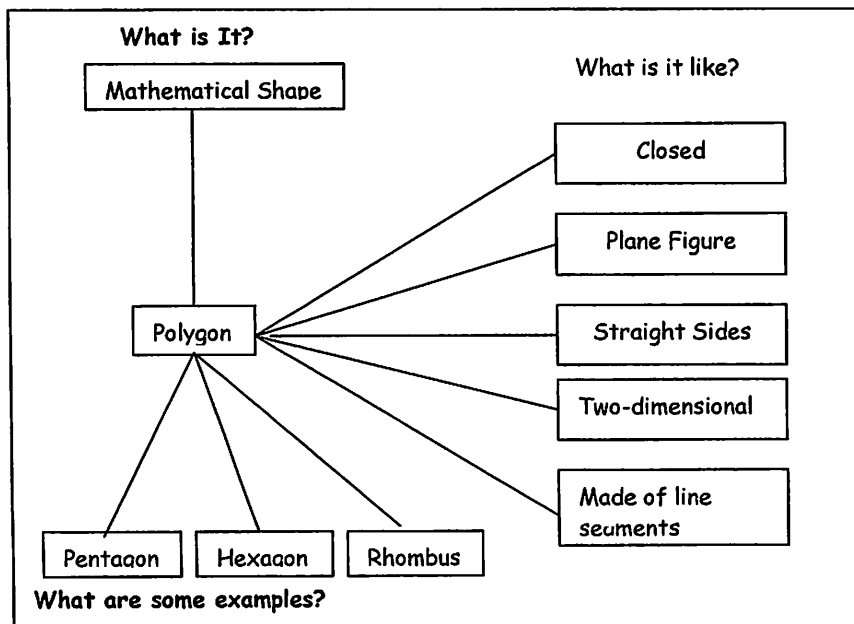 What is It?
What is it like?
Mathematical Shape
Closed
Plane Figure
Polygon
Straight Sides
Two-dimensional
Made of line
segments
Pentagon
Hexagon
Rhombus
What are some examples?